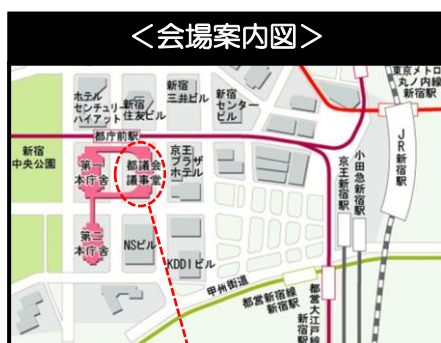 ＜会場案内図＞
東京メトロ
丸ノ内線
新宿駅
ホテル
センチュリー
ハイアット
新宿
住友ビル
新宿
三井ビル
新宿
センター
ビル
都庁前駅
JR新宿駅
新宿
中央公園
第一
本庁舎
都議会
議事堂
京王
プラザ
ホテル
小田急新宿駅
京王新宿駅
第二
本庁舎
NSビル
KDDIビル
甲州街道
都営新宿線
新宿駅
都営大江戸線
新宿駅